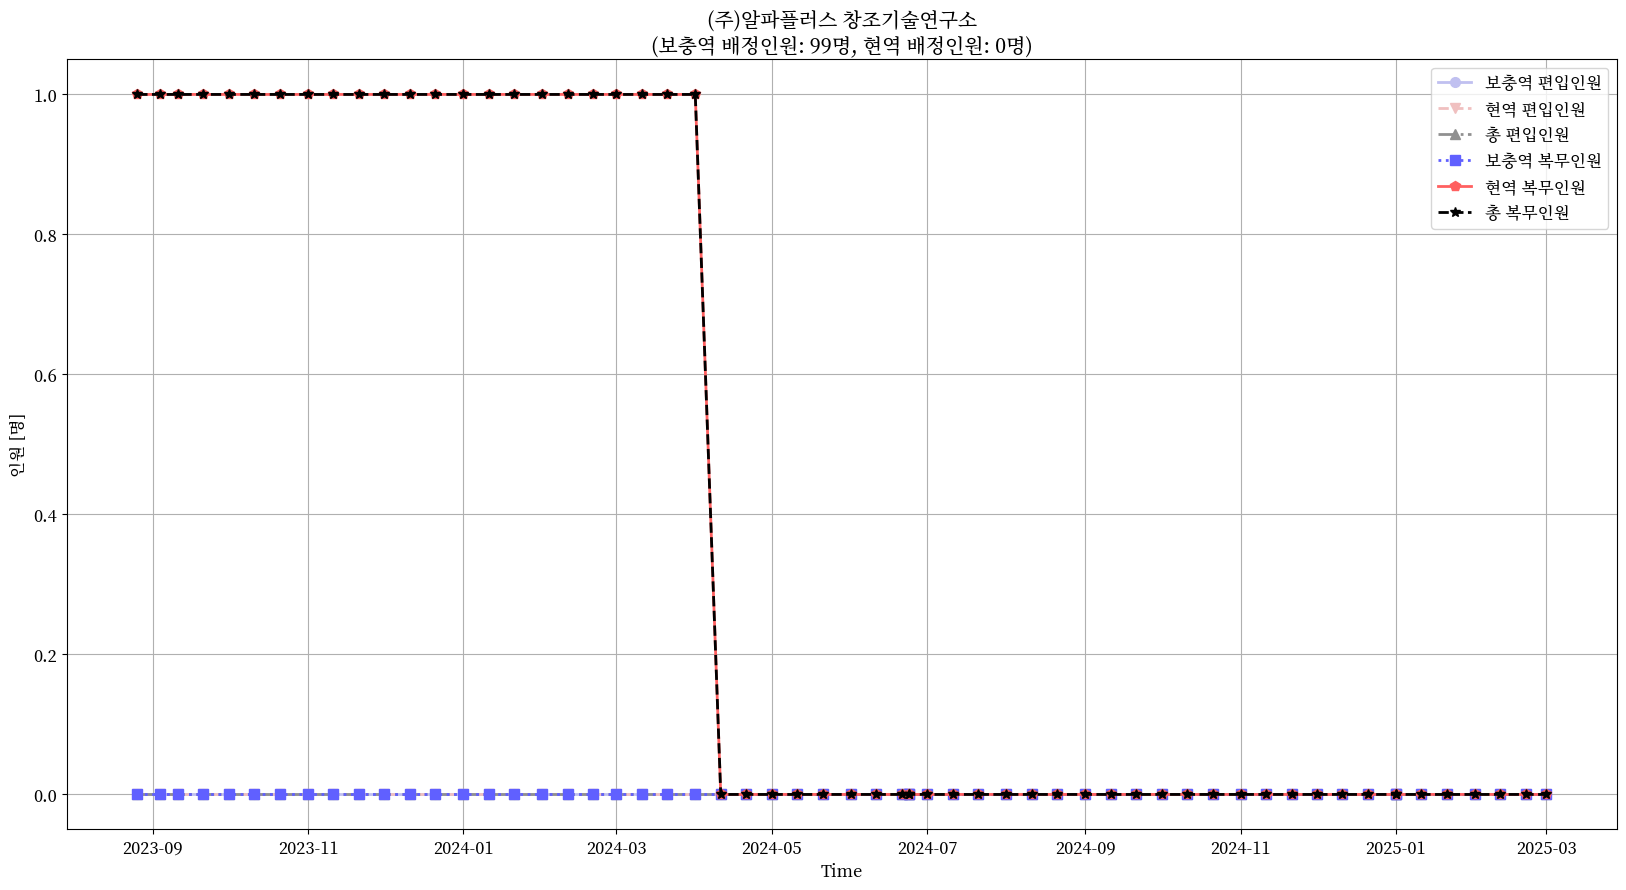 (주)알파플러스 창조기술연구소
(보충역 배정인원: 99명, 현역 배정인원: 0명)
보충역 편입인원
현역 편입인원
총 편입인원
보충역 복무인원
현역 복무인원
총 복무인원
인원 [명]
1.0
0.8
0.6
0.4
0.2
0.0
2023-09
2023-11
2024-01
2024-03
2024-05
2024-07
2024-09
2024-11
2025-01
2025-03
Time